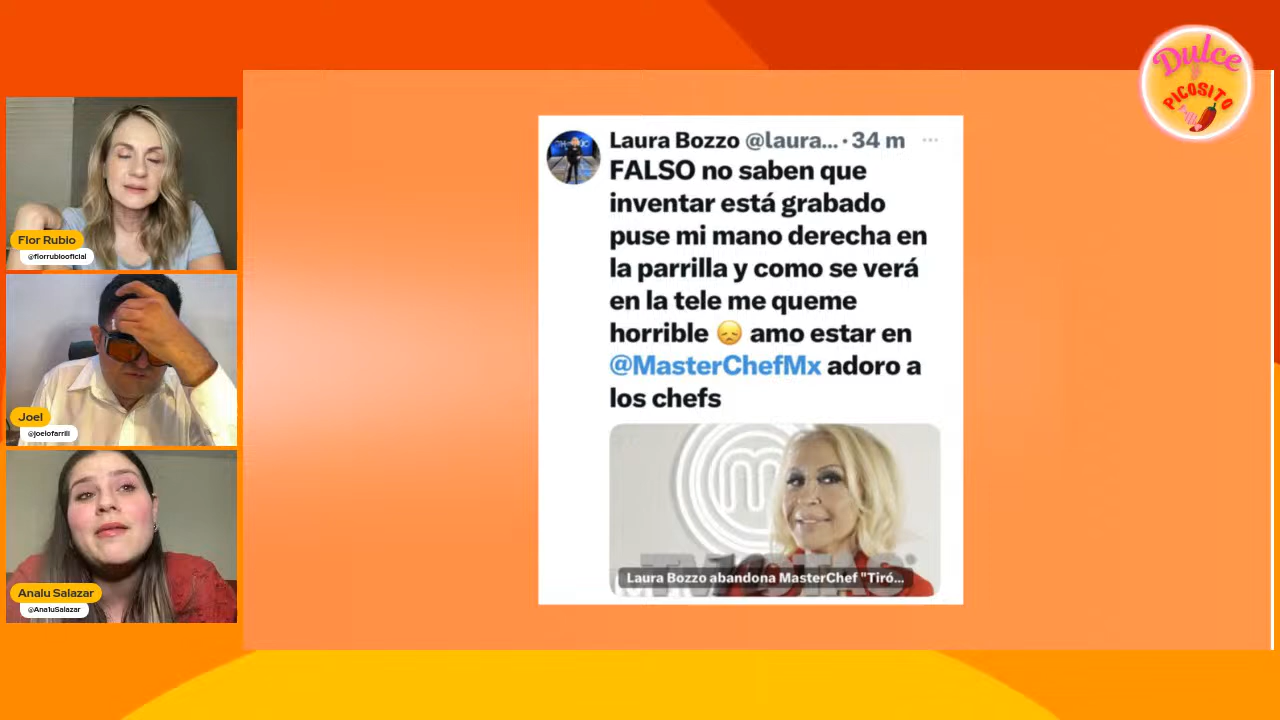 Dulce
y
PICOSITO
Flor Rubio
@florrubiooficial
Joel
@joelofarrill
Analu Salazar
@AnaluSalazar
Laura Bozzo @laura... · 34 m
FALSO no saben que
inventar está grabado
puse mi mano derecha en
la parrilla y como se verá
en la tele me queme
horrible 😞 amo estar en
@MasterChefMx adoro a
los chefs
TVNOTAS
Laura Bozzo abandona MasterChef "Tiró...